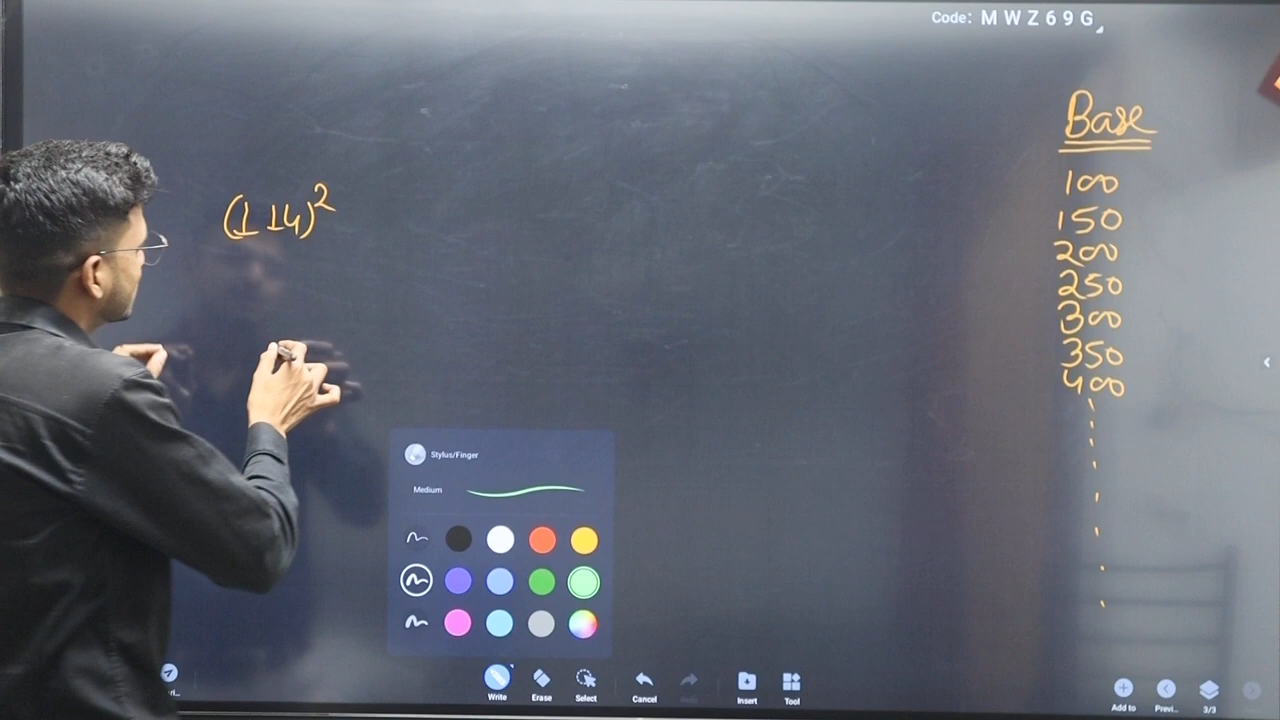 Code: MWZ69G
Base
(114)²
100
150
200
250
300
350
400
Stylus/Finger
Medium
Write
Erase
Select
Cancel
Insert
Tool
Add to
Previ...
3/3